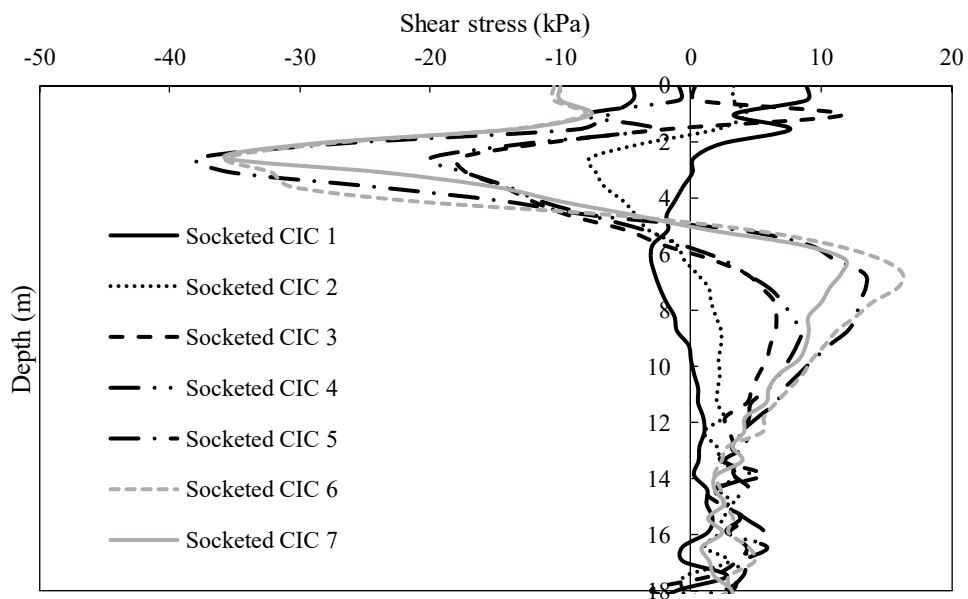 Shear stress (kPa)
-50 -40 -30 -20 -10 0 10 20
0
2
4
6
8
10
12
14
16
18
Depth (m)
Socketed CIC 1
Socketed CIC 2
Socketed CIC 3
Socketed CIC 4
Socketed CIC 5
Socketed CIC 6
Socketed CIC 7